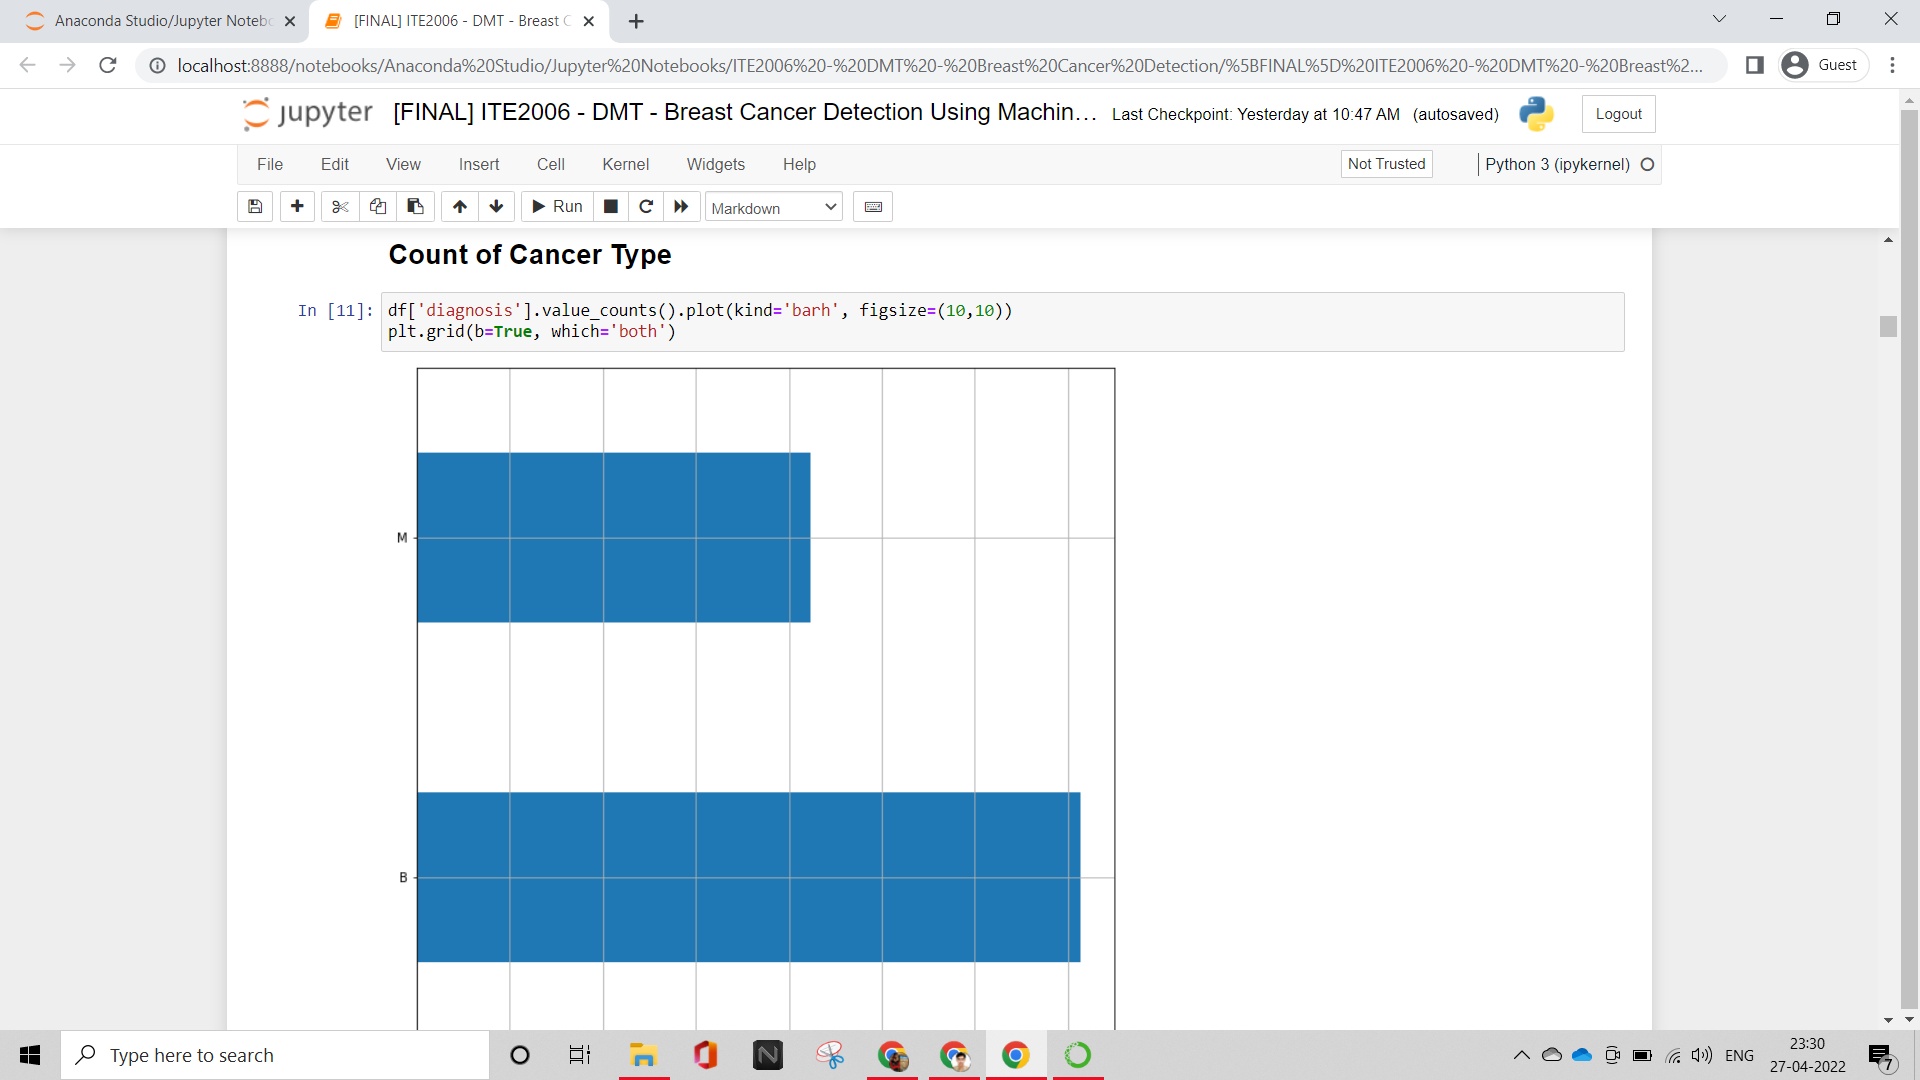 Anaconda Studio/Jupyter Notebo
[FINAL] ITE2006 - DMT - Breast C
localhost:8888/notebooks/Anaconda%20Studio/Jupyter%20Notebooks/ITE2006%20-%20DMT%20-%20Breast%20Cancer%20Detection/%5BFINAL%5D%20ITE2006%20-%20DMT%20-%20Breast%2...
Guest
jupyter [FINAL] ITE2006 - DMT - Breast Cancer Detection Using Machin... Last Checkpoint: Yesterday at 10:47 AM (autosaved) Logout
File Edit View Insert Cell Kernel Widgets Help Not Trusted Python 3 (ipykernel)
Run Markdown
Count of Cancer Type
In [11]: df['diagnosis'].value_counts().plot(kind='barh', figsize=(10,10))
plt.grid(b=True, which='both')
M
B
Type here to search
ENG
23:30
27-04-2022
7